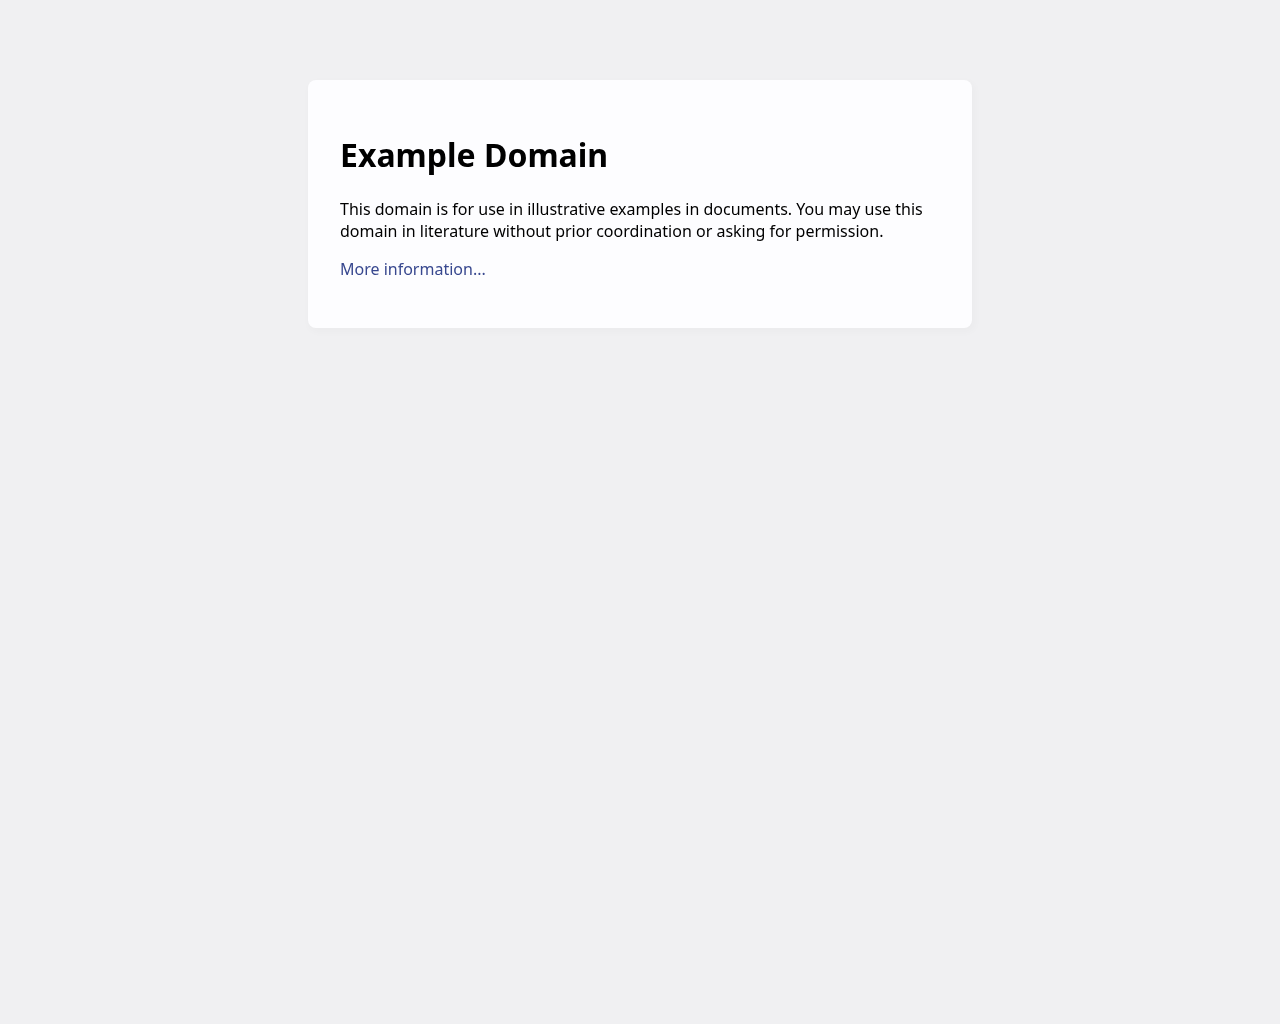 Example Domain
This domain is for use in illustrative examples in documents. You may use this
domain in literature without prior coordination or asking for permission.
More information...